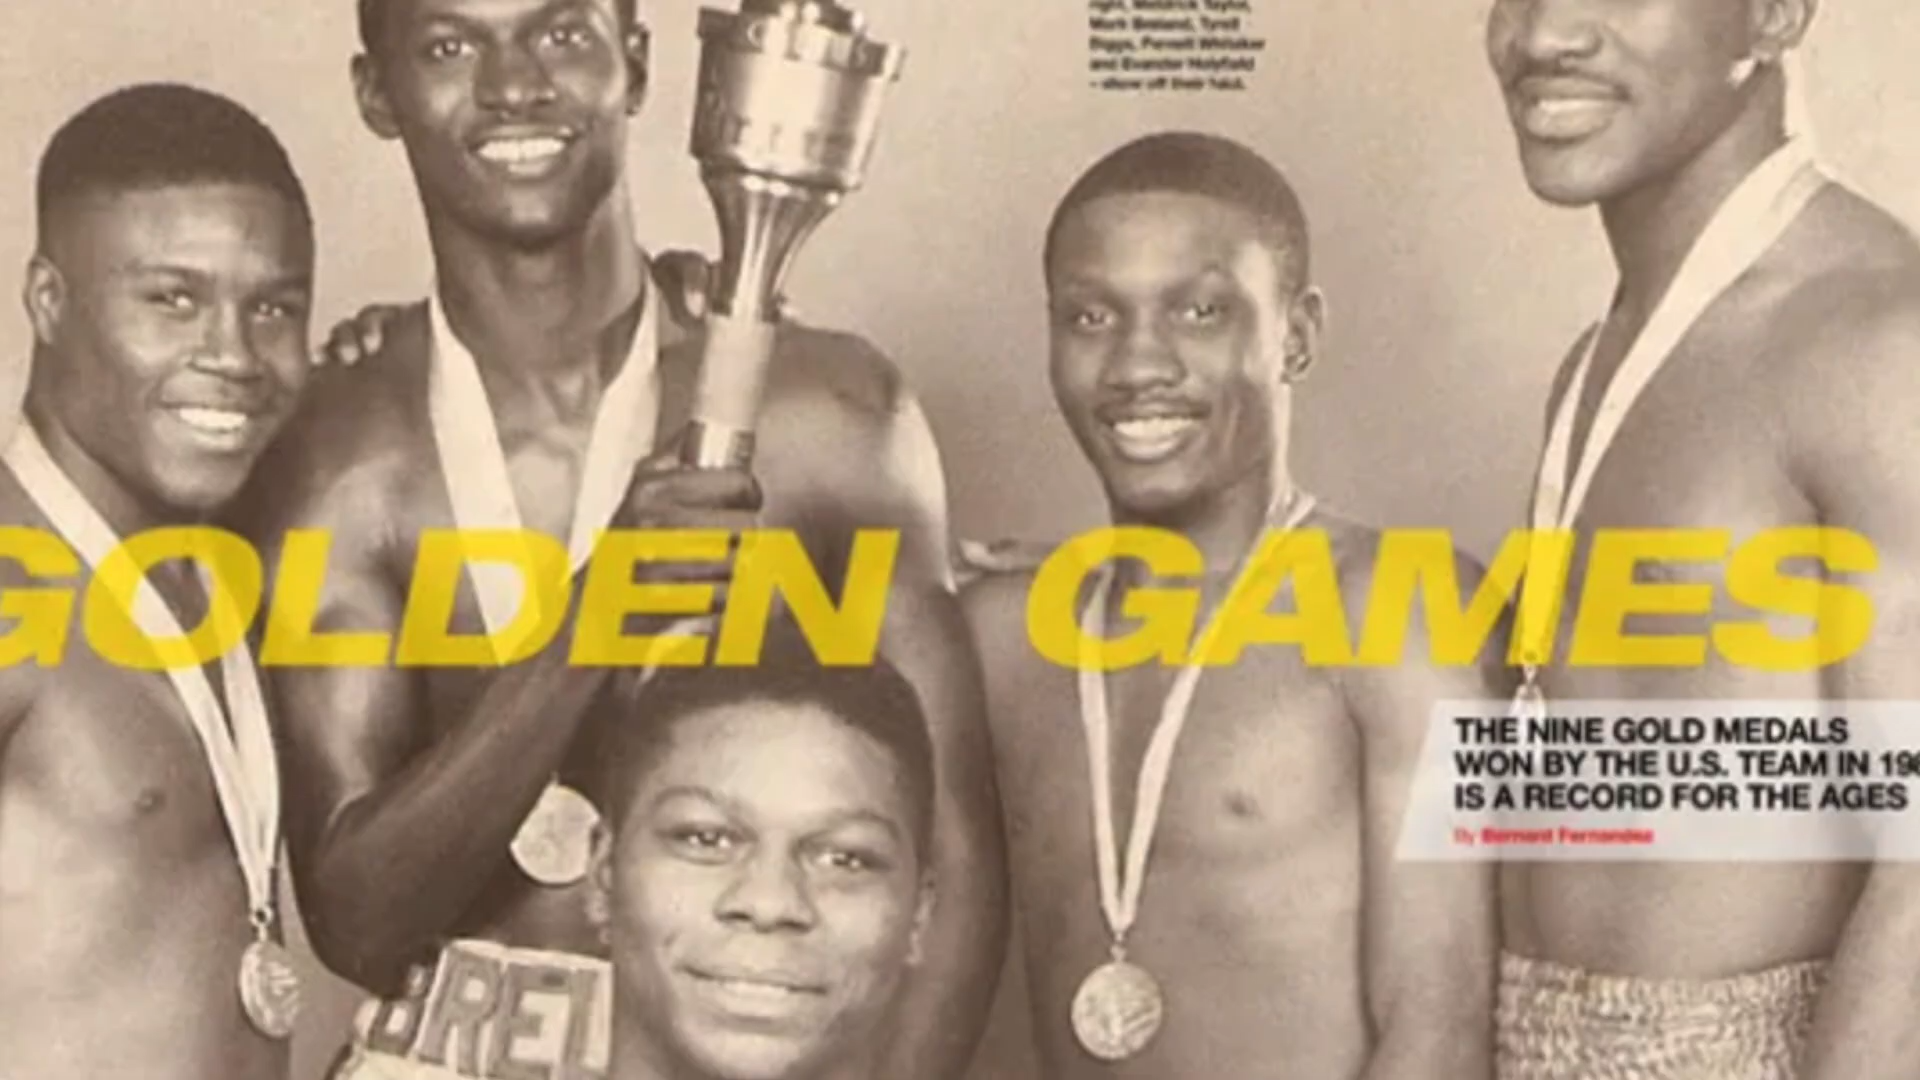 right, Meldrick Taylor,
Mark Breland, Tyrell
Biggs, Pernell Whitaker
and Evander Holyfield
– show off their haul.
GOLDEN GAMES
THE NINE GOLD MEDALS
WON BY THE U.S. TEAM IN 198
IS A RECORD FOR THE AGES
By Bernard Fernandez
BREL